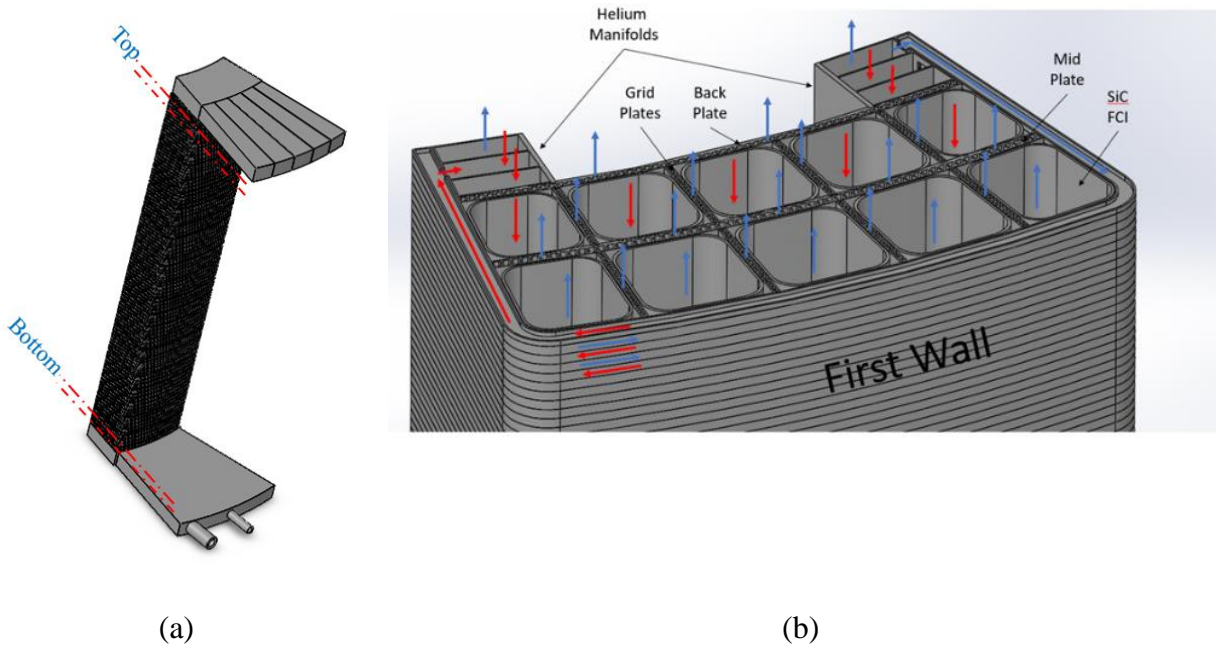 Top
Bottom
Helium
Manifolds
Grid
Plates
Back
Plate
Mid
Plate
SiC
FCI
First Wall
(a)
(b)